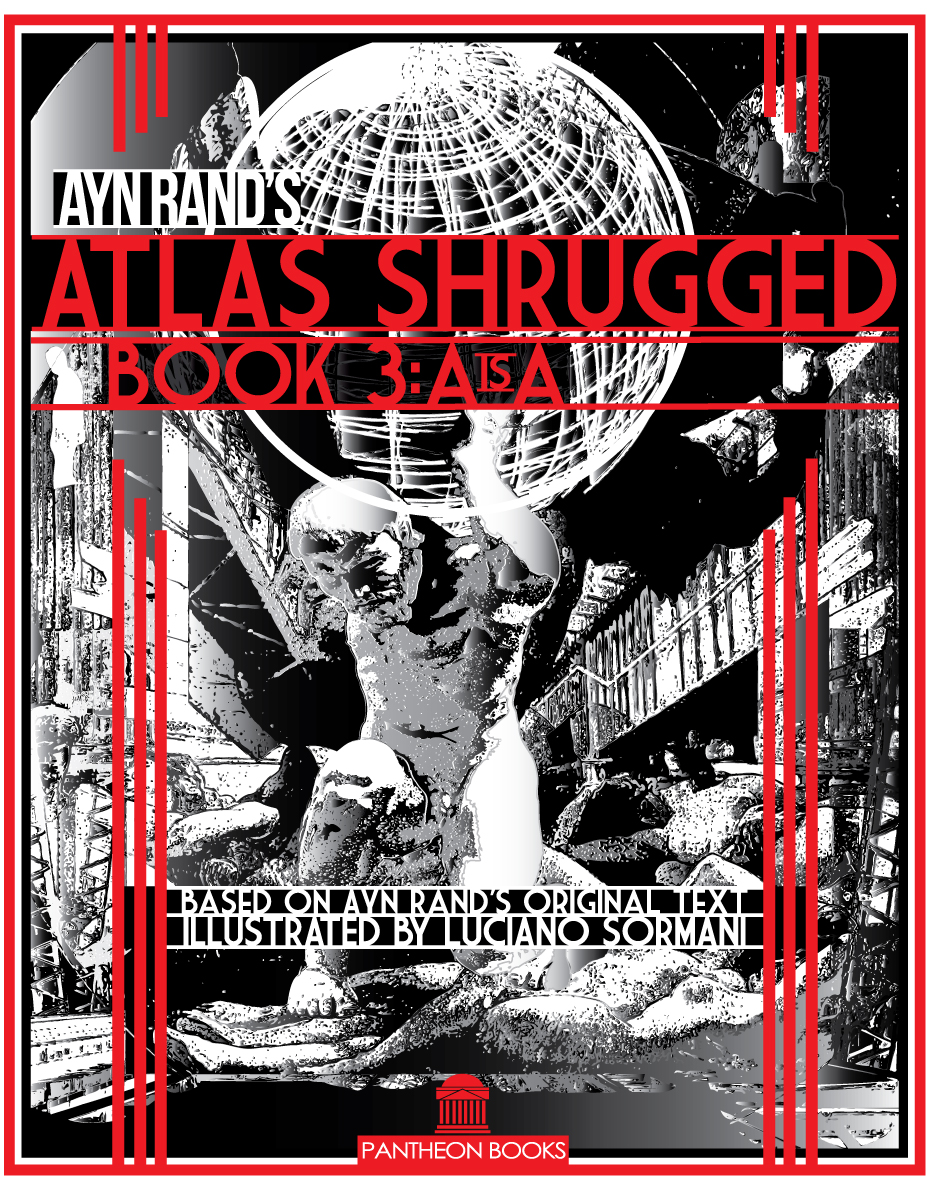 AYN RAND'S
ATLAS SHRUGGED
BOOK 3: A IS A
BASED ON AYN RAND'S ORIGINAL TEXT
ILLUSTRATED BY LUCIANO SORMANI
PANTHEON BOOKS